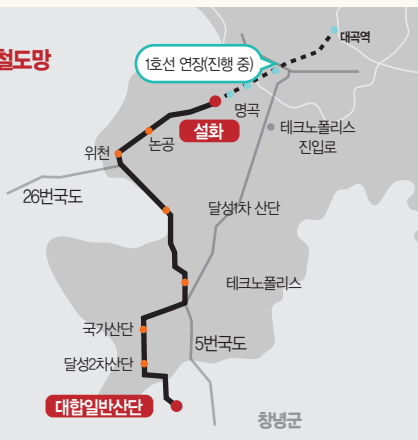 대곡역
철도망
1호선 연장(진행 중)
명곡
설화
테크노폴리스
진입로
논공
위천
26번국도
달성1차 산단
테크노폴리스
국가산단
5번국도
달성2차산단
대합일반산단
창녕군